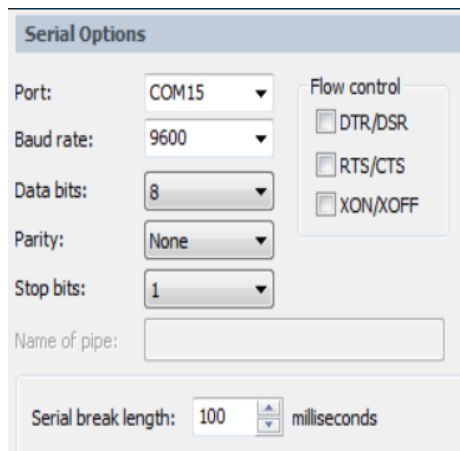 Serial Options
Port: COM15
Baud rate: 9600
Data bits: 8
Parity: None
Stop bits: 1
Name of pipe:
Flow control
DTR/DSR
RTS/CTS
XON/XOFF
Serial break length: 100 milliseconds